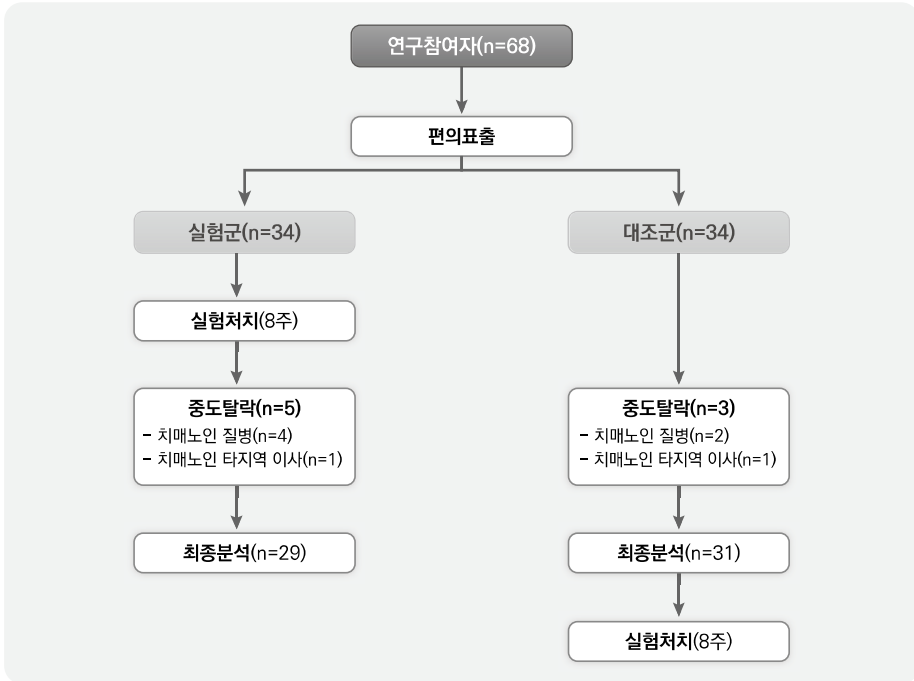 연구참여자(n=68)
편의표출
실험군(n=34)
실험처치(8주)
중도탈락(n=5)
- 치매노인 질병(n=4)
- 치매노인 타지역 이사(n=1)
최종분석(n=29)
대조군(n=34)
중도탈락(n=3)
- 치매노인 질병(n=2)
- 치매노인 타지역 이사(n=1)
최종분석(n=31)
실험처치(8주)